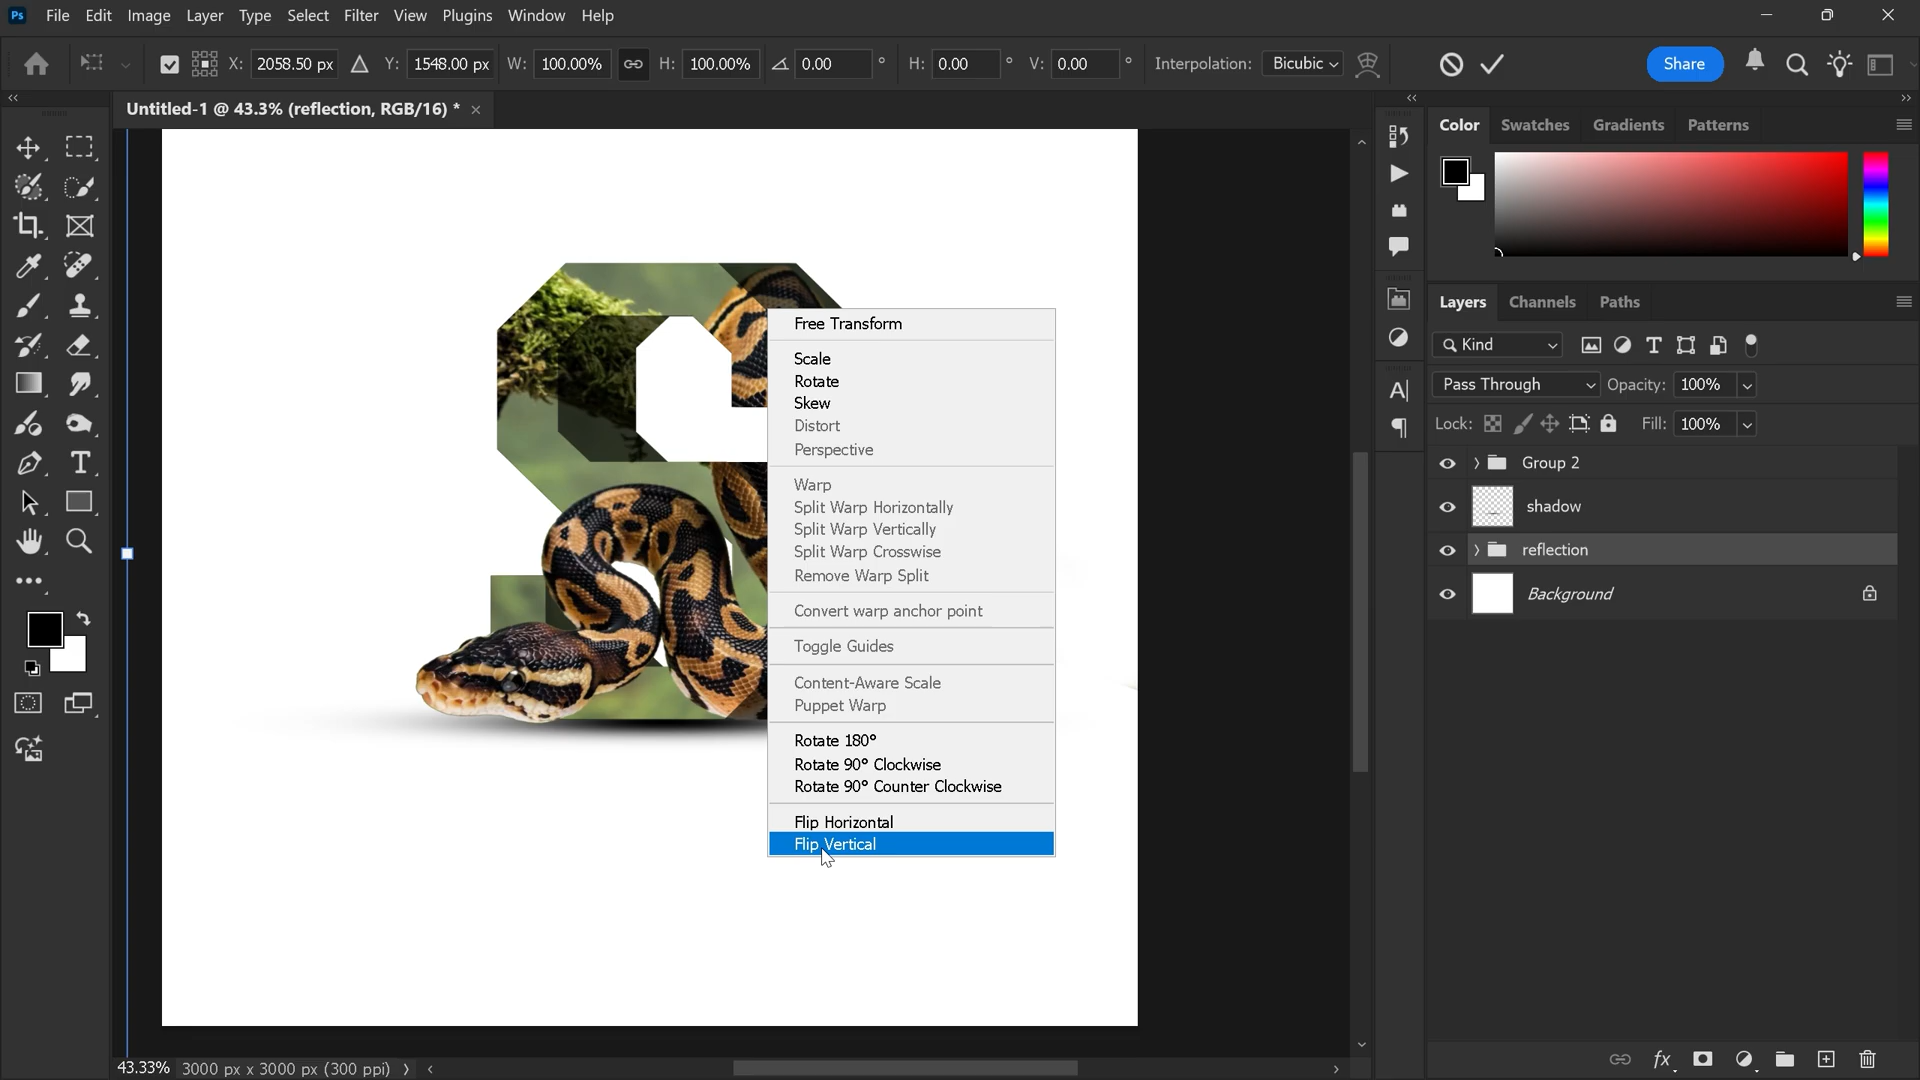 Ps File Edit Image Layer Type Select Filter View Plugins Window Help
X: 2058.50 px Y: 1548.00 px W: 100.00% H: 100.00% 0.00 ° H: 0.00 ° V: 0.00 ° Interpolation: Bicubic Share
Untitled-1 @ 43.3% (reflection, RGB/16) *
Color Swatches Gradients Patterns
Layers Channels Paths
Kind
Pass Through Opacity: 100%
Lock: Fill: 100%
Group 2
shadow
reflection
Background
Free Transform
Scale
Rotate
Skew
Distort
Perspective
Warp
Split Warp Horizontally
Split Warp Vertically
Split Warp Crosswise
Remove Warp Split
Convert warp anchor point
Toggle Guides
Content-Aware Scale
Puppet Warp
Rotate 180°
Rotate 90° Clockwise
Rotate 90° Counter Clockwise
Flip Horizontal
Flip Vertical
43.33% 3000 px x 3000 px (300 ppi)
fx